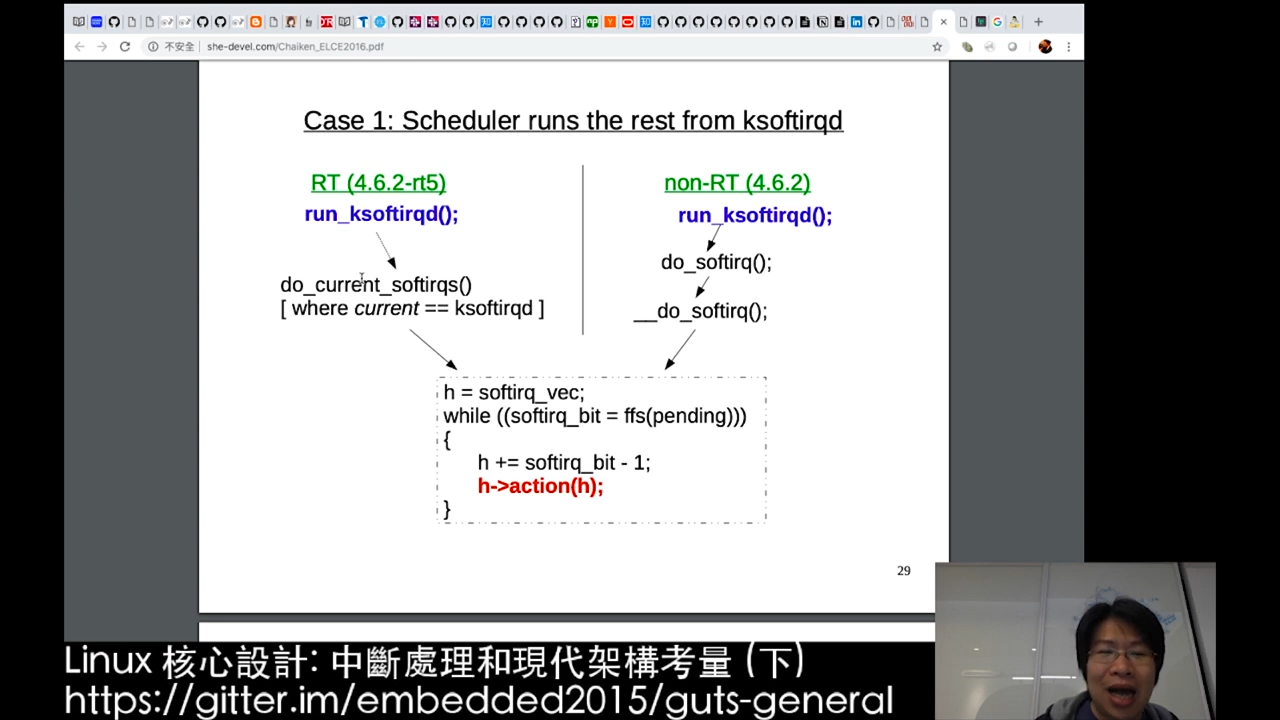 不安全 | she-devel.com/Chaiken_ELCE2016.pdf
Case 1: Scheduler runs the rest from ksoftirqd
RT (4.6.2-rt5)
run_ksoftirqd();
do_current_softirqs()
[ where current == ksoftirqd ]
non-RT (4.6.2)
run_ksoftirqd();
do_softirq();
__do_softirq();
h = softirq_vec;
while ((softirq_bit = ffs(pending)))
{
h += softirq_bit - 1;
h->action(h);
}
29
Linux 核心設計: 中斷處理和現代架構考量 (下)
https://gitter.im/embedded2015/guts-general